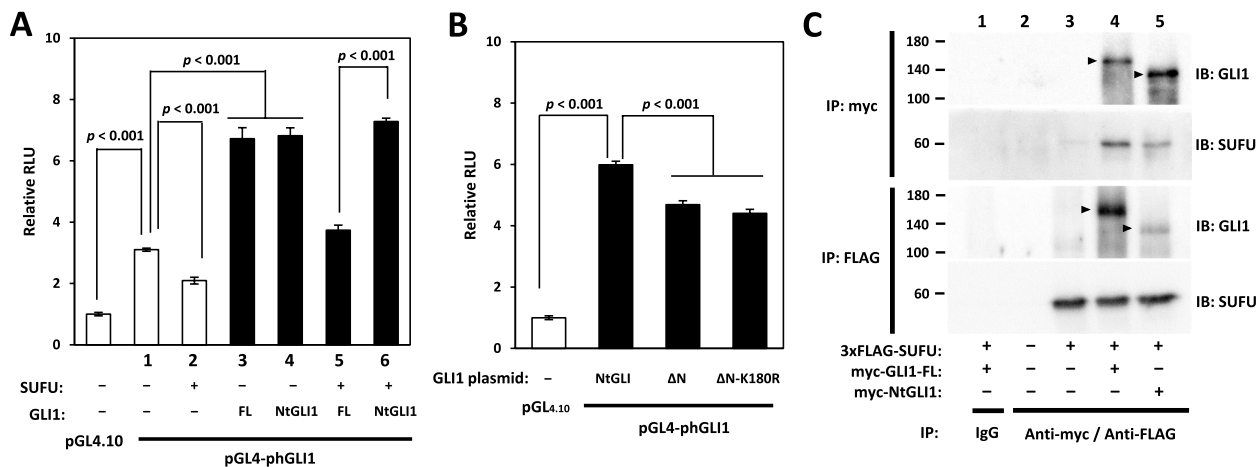 A
10
8
6
4
2
0
Relative RLU
p < 0.001
p < 0.001
p < 0.001
p < 0.001
1 2 3 4 5 6
SUFU: – – + – – + +
GLI1: – – – FL NtGLI1 FL NtGLI1
pGL4.10
pGL4-phGLI1
B
10
8
6
4
2
0
Relative RLU
p < 0.001
p < 0.001
GLI1 plasmid: – NtGLI ΔN ΔN-K180R
pGL4.10
pGL4-phGLI1
C
1 2 3 4 5
IP: myc
180
140
100
IB: GLI1
60
IB: SUFU
IP: FLAG
180
140
100
IB: GLI1
60
IB: SUFU
3xFLAG-SUFU: + – + + +
myc-GLI1-FL: + – – + –
myc-NtGLI1: – – – – +
IP: IgG Anti-myc / Anti-FLAG